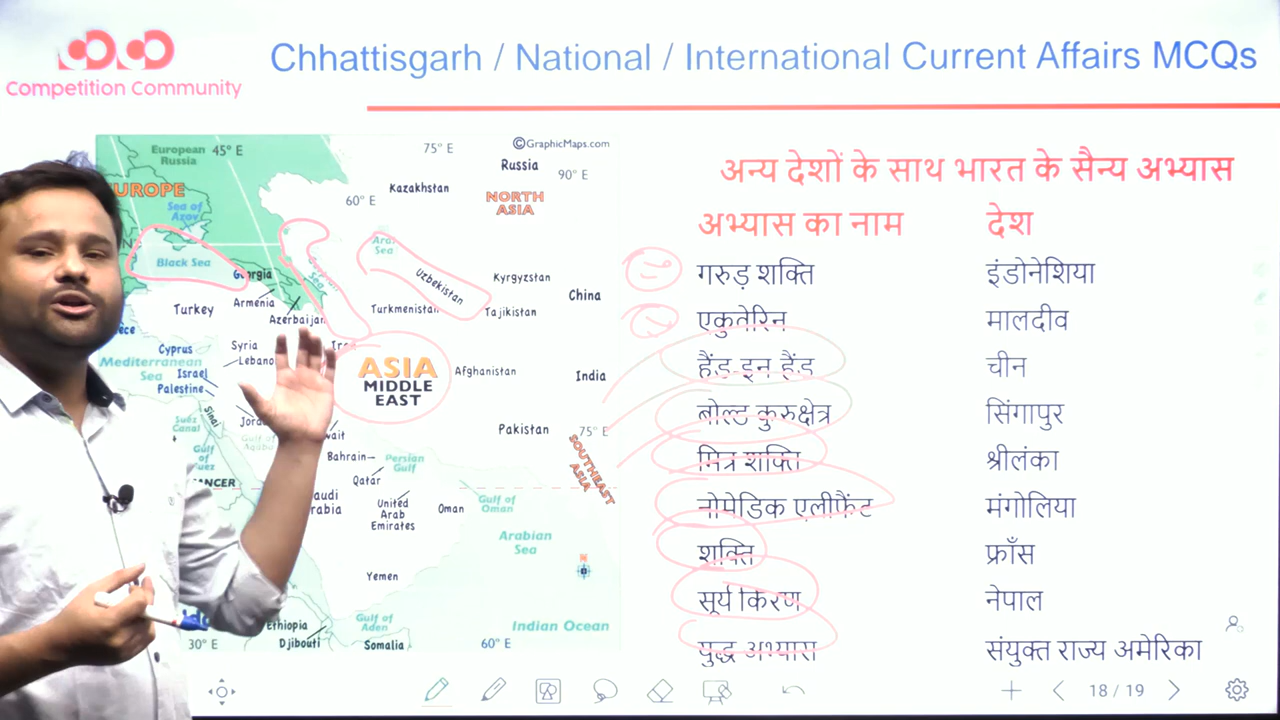 Competition Community
Chhattisgarh / National / International Current Affairs MCQs
©GraphicMaps.com
European Russia
45° E
75° E
Russia
90° E
60° E
Kazakhstan
NORTH ASIA
EUROPE
Sea of Azov
Black Sea
Georgia
Aral Sea
Uzbekistan
Kyrgyzstan
China
Turkey
Armenia
Azerbaijan
Turkmenistan
Tajikistan
Cyprus
Syria
Mediterranean Sea
Israel
Palestine
ASIA
MIDDLE EAST
Afghanistan
India
Suez Canal
Sinai
Pakistan
75° E
SOUTHEAST ASIA
Bahrain
Persian Gulf
Qatar
United Arab Emirates
Oman
Gulf of Oman
Arabian Sea
N
Yemen
Ethiopia
Djibouti
Gulf of Aden
Somalia
Indian Ocean
30° E
60° E
अन्य देशों के साथ भारत के सैन्य अभ्यास
अभ्यास का नाम देश
गरुड़ शक्ति इंडोनेशिया
एकुवेरिन मालदीव
हैंड इन हैंड चीन
बोल्ट कुरुक्षेत्र सिंगापुर
मित्र शक्ति श्रीलंका
नोमेडिक एलीफैंट मंगोलिया
शक्ति फ्राँस
सूर्य किरण नेपाल
युद्ध अभ्यास संयुक्त राज्य अमेरिका
18 / 19